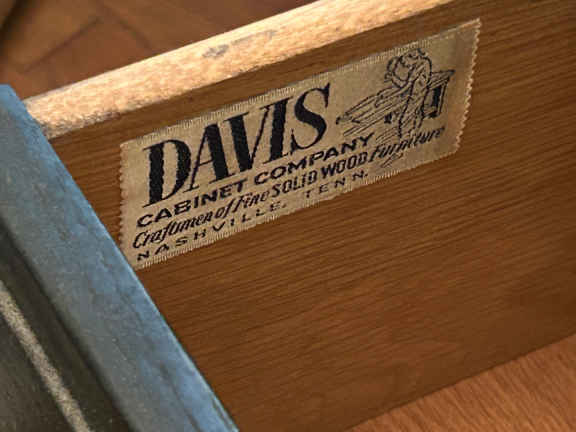 DAVIS
CABINET COMPANY
Craftsmen of Fine SOLID WOOD Furniture
NASHVILLE, TENN.